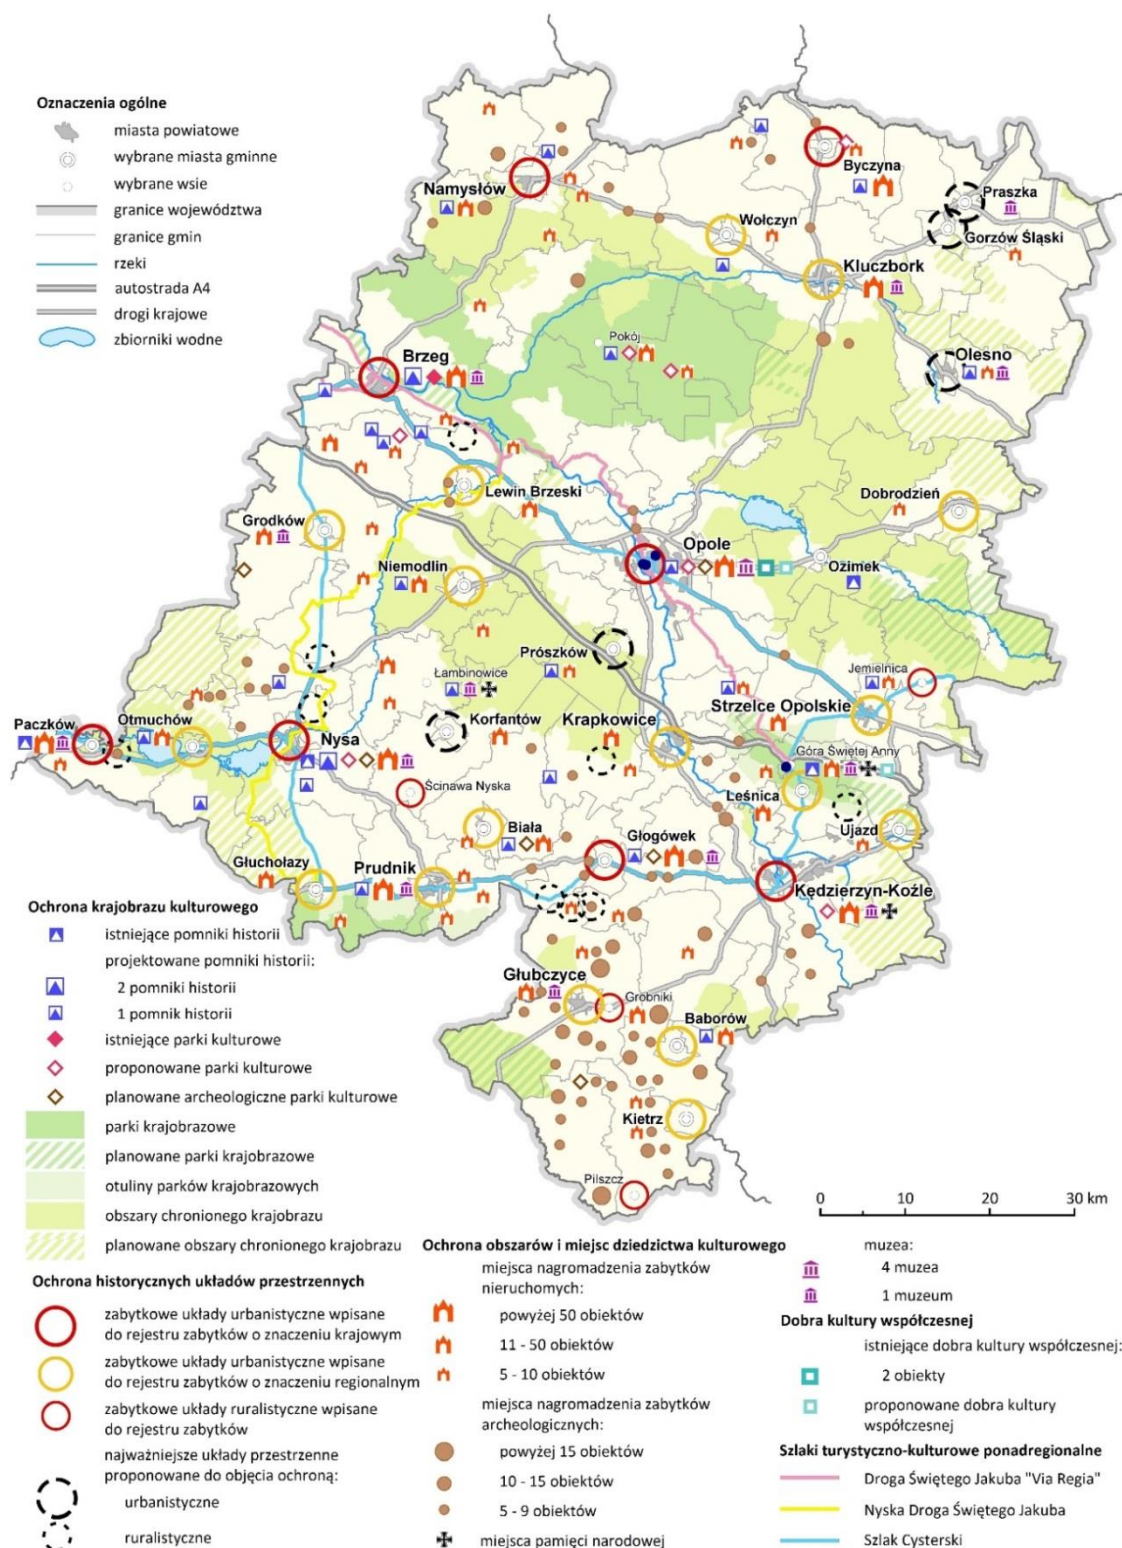 Oznaczenia ogólne
miasta powiatowe
wybrane miasta gminne
wybrane wsie
granice województwa
granice gmin
rzeki
autostrada A4
drogi krajowe
zbiorniki wodne
Namysłów
Byczyna
Praszka
Wołczyn
Gorzów Śląski
Kluczbork
Pokój
Brzeg
Olesno
Lewin Brzeski
Dobrodzień
Grodków
Opole
Niemodlin
Ozimek
Prószków
Łambinowice
Jemielnica
Strzelce Opolskie
Paczków
Otmuchów
Nysa
Korfantów
Krapkowice
Góra Świętej Anny
Ścinawa Nyska
Leśnica
Biała
Głogówek
Ujazd
Głuchołazy
Prudnik
Kędzierzyn-Koźle
Głubczyce
Grobniki
Baborów
Kietrz
Pilszcz
0 10 20 30 km
Ochrona krajobrazu kulturowego
istniejące pomniki historii
projektowane pomniki historii:
2 pomniki historii
1 pomnik historii
istniejące parki kulturowe
proponowane parki kulturowe
planowane archeologiczne parki kulturowe
parki krajobrazowe
planowane parki krajobrazowe
otuliny parków krajobrazowych
obszary chronionego krajobrazu
planowane obszary chronionego krajobrazu
Ochrona historycznych układów przestrzennych
zabytkowe układy urbanistyczne wpisane
do rejestru zabytków o znaczeniu krajowym
zabytkowe układy urbanistyczne wpisane
do rejestru zabytków o znaczeniu regionalnym
zabytkowe układy ruralistyczne wpisane
do rejestru zabytków
najważniejsze układy przestrzenne
proponowane do objęcia ochroną:
urbanistyczne
ruralistyczne
Ochrona obszarów i miejsc dziedzictwa kulturowego
miejsca nagromadzenia zabytków
nieruchomych:
powyżej 50 obiektów
11 - 50 obiektów
5 - 10 obiektów
miejsca nagromadzenia zabytków
archeologicznych:
powyżej 15 obiektów
10 - 15 obiektów
5 - 9 obiektów
miejsca pamięci narodowej
muzea:
4 muzea
1 muzeum
Dobra kultury współczesnej
istniejące dobra kultury współczesnej:
2 obiekty
proponowane dobra kultury
współczesnej
Szlaki turystyczno-kulturowe ponadregionalne
Droga Świętego Jakuba "Via Regia"
Nyska Droga Świętego Jakuba
Szlak Cysterski